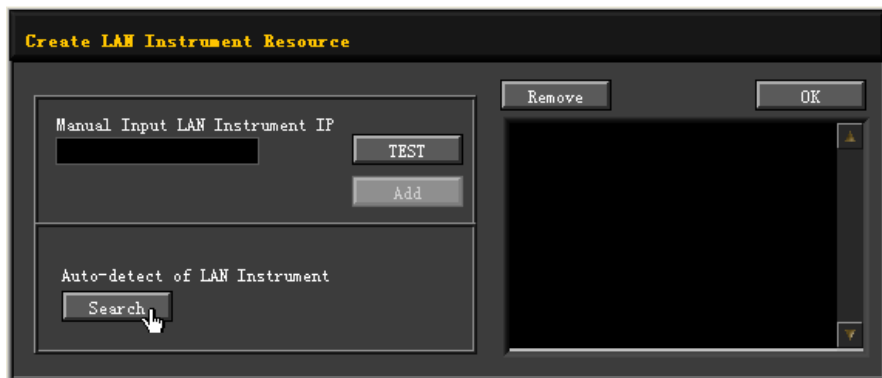 Create LAN Instrument Resource
Manual Input LAN Instrument IP
TEST
Add
Auto-detect of LAN Instrument
Search
Remove
OK